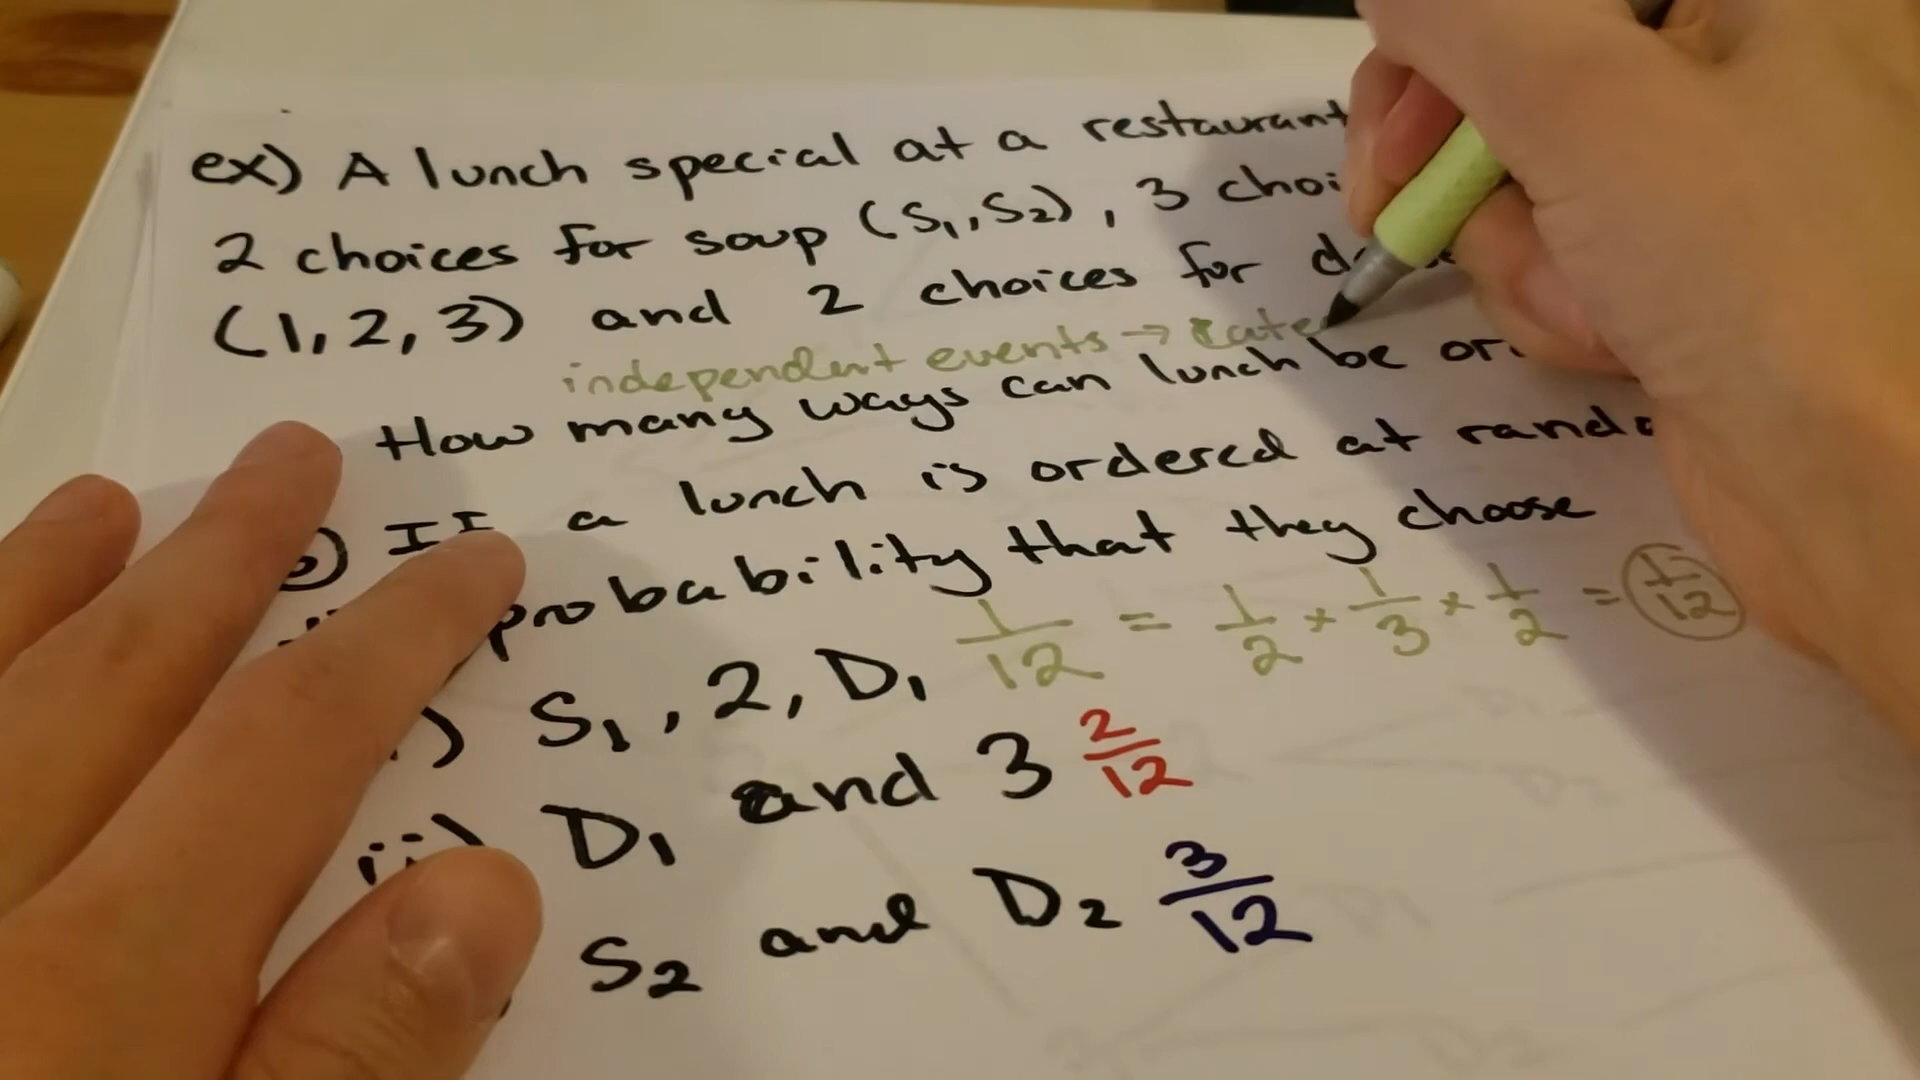 ex) A lunch special at a restaurant
2 choices for soup (S₁, S₂), 3
(1, 2, 3) and 2 choices for
independent events →
How many ways can lunch be
a lunch is ordered at
probability that they choose
S₁, 2, D₁ 1/12 = 1/2 × 1/3 × 1/2 = 1/12
ii) D₁ and 3 2/12
S₂ and D₂ 3/12